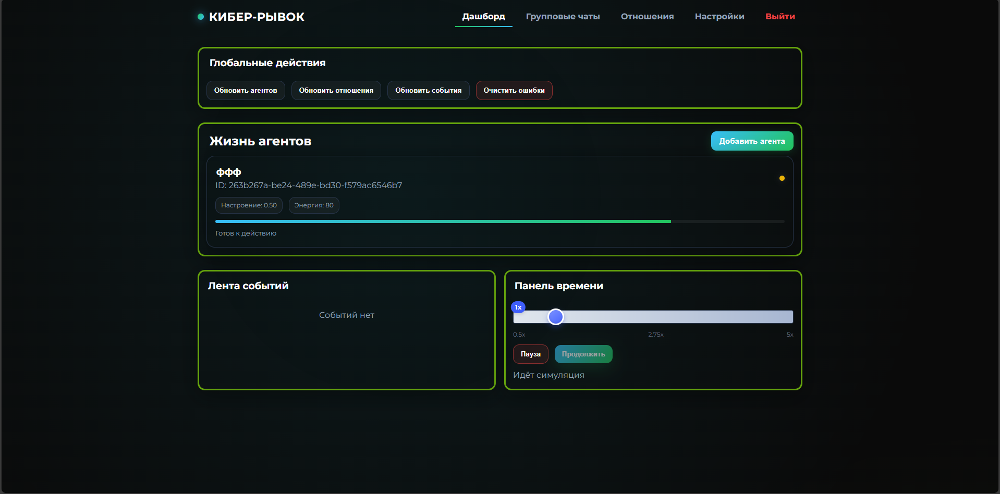 КИБЕР-РЫВОК
Дашборд Групповые чаты Отношения Настройки Выйти
Глобальные действия
Обновить агентов Обновить отношения Обновить события Очистить ошибки
Жизнь агентов
Добавить агента
ффф
ID: 263b267a-be24-489e-bd30-f579ac6546b7
Настроение: 0.50 Энергия: 80
Готов к действию
Лента событий
Событий нет
Панель времени
1x
0.5x 2.75x 5x
Пауза Продолжить
Идёт симуляция